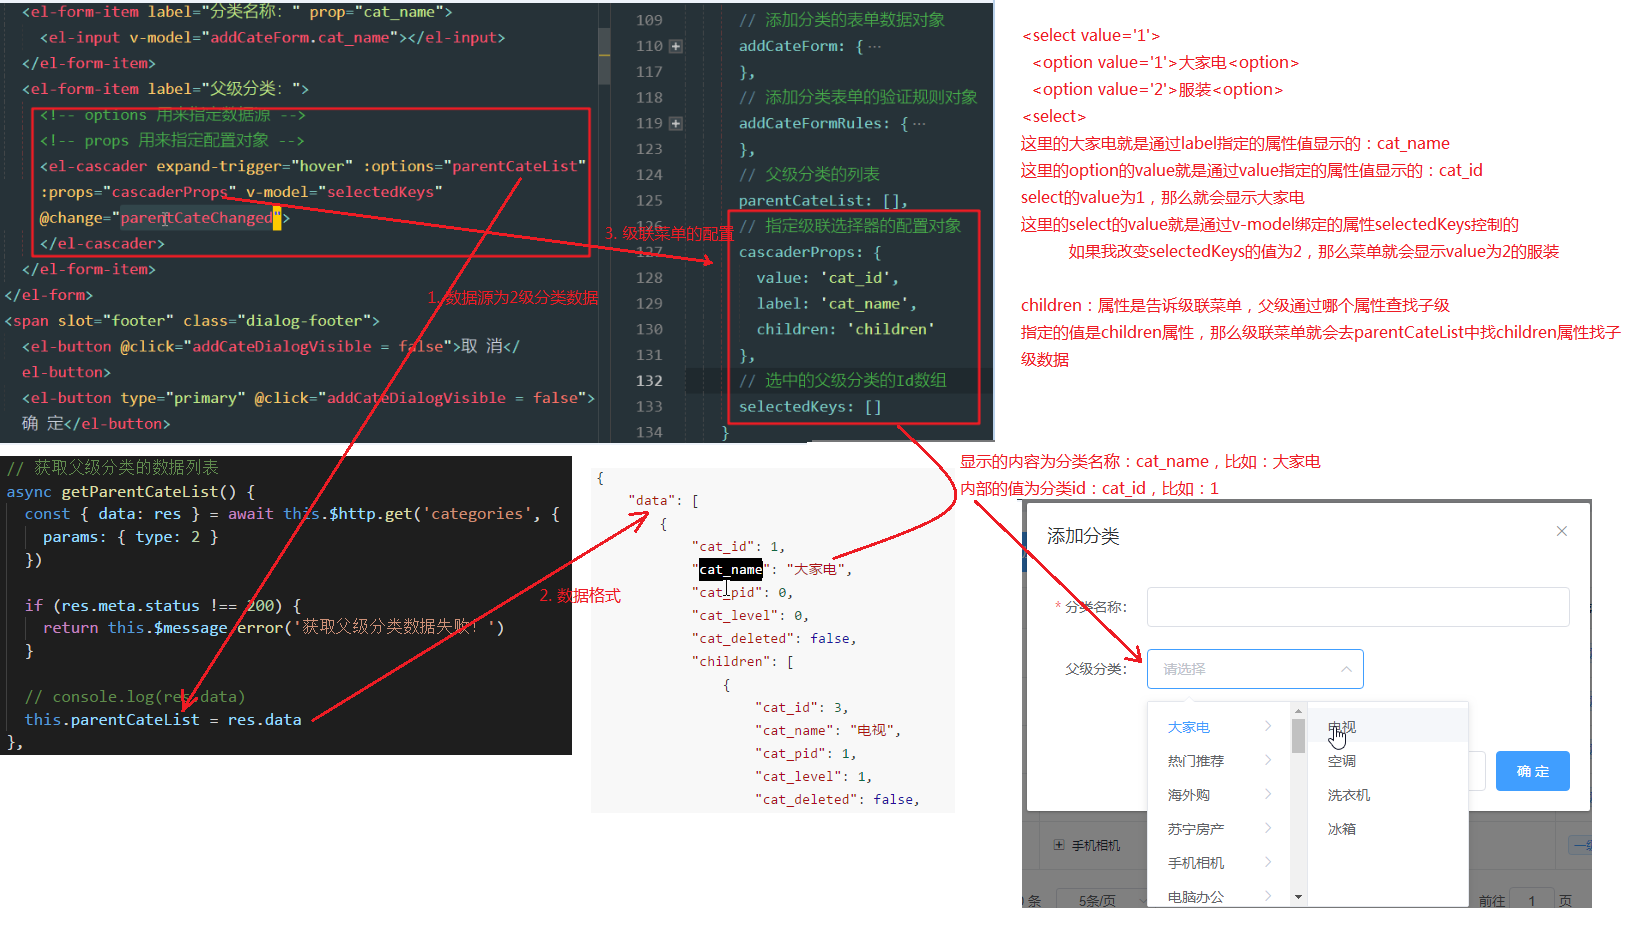 <el-form-item label="分类名称：" prop="cat_name">
<el-input v-model="addCateForm.cat_name"></el-input>
</el-form-item>
<el-form-item label="父级分类：">
<!-- options 用来指定数据源 -->
<!-- props 用来指定配置对象 -->
<el-cascader expand-trigger="hover" :options="parentCateList"
:props="cascaderProps" v-model="selectedKeys"
@change="parentCateChanged">
</el-cascader>
</el-form-item>
</el-form>
<span slot="footer" class="dialog-footer">
<el-button @click="addCateDialogVisible = false">取 消</
el-button>
<el-button type="primary" @click="addCateDialogVisible = false">
确 定</el-button>
109 // 添加分类的表单数据对象
110 addCateForm: { ···
117 },
118 // 添加分类表单的验证规则对象
119 addCateFormRules: { ···
123 },
124 // 父级分类的列表
125 parentCateList: [],
126 // 指定级联选择器的配置对象
127 cascaderProps: {
128 value: 'cat_id',
129 label: 'cat_name',
130 children: 'children'
131 },
132 // 选中的父级分类的Id数组
133 selectedKeys: []
134 }
3. 级联菜单的配置
1. 数据源为2级分类数据
<select value='1'>
<option value='1'>大家电<option>
<option value='2'>服装<option>
<select>
这里的大家电就是通过label指定的属性值显示的：cat_name
这里的option的value就是通过value指定的属性值显示的：cat_id
select的value为1，那么就会显示大家电
这里的select的value就是通过v-model绑定的属性selectedKeys控制的
如果我改变selectedKeys的值为2，那么菜单就会显示value为2的服装
children：属性是告诉级联菜单，父级通过哪个属性查找子级
指定的值是children属性，那么级联菜单就会去parentCateList中找children属性找子
级数据
// 获取父级分类的数据列表
async getParentCateList() {
const { data: res } = await this.$http.get('categories', {
params: { type: 2 }
})
if (res.meta.status !== 200) {
return this.$message.error('获取父级分类数据失败！')
}
// console.log(res.data)
this.parentCateList = res.data
},
2. 数据格式
{
"data": [
{
"cat_id": 1,
"cat_name": "大家电",
"cat_pid": 0,
"cat_level": 0,
"cat_deleted": false,
"children": [
{
"cat_id": 3,
"cat_name": "电视",
"cat_pid": 1,
"cat_level": 1,
"cat_deleted": false,
显示的内容为分类名称：cat_name，比如：大家电
内部的值为分类id：cat_id，比如：1
添加分类
* 分类名称：
父级分类：
请选择
大家电
热门推荐
海外购
苏宁房产
手机相机
电脑办公
电视
空调
洗衣机
冰箱
确 定
手机相机
一级
条
5条/页
前往 1 页